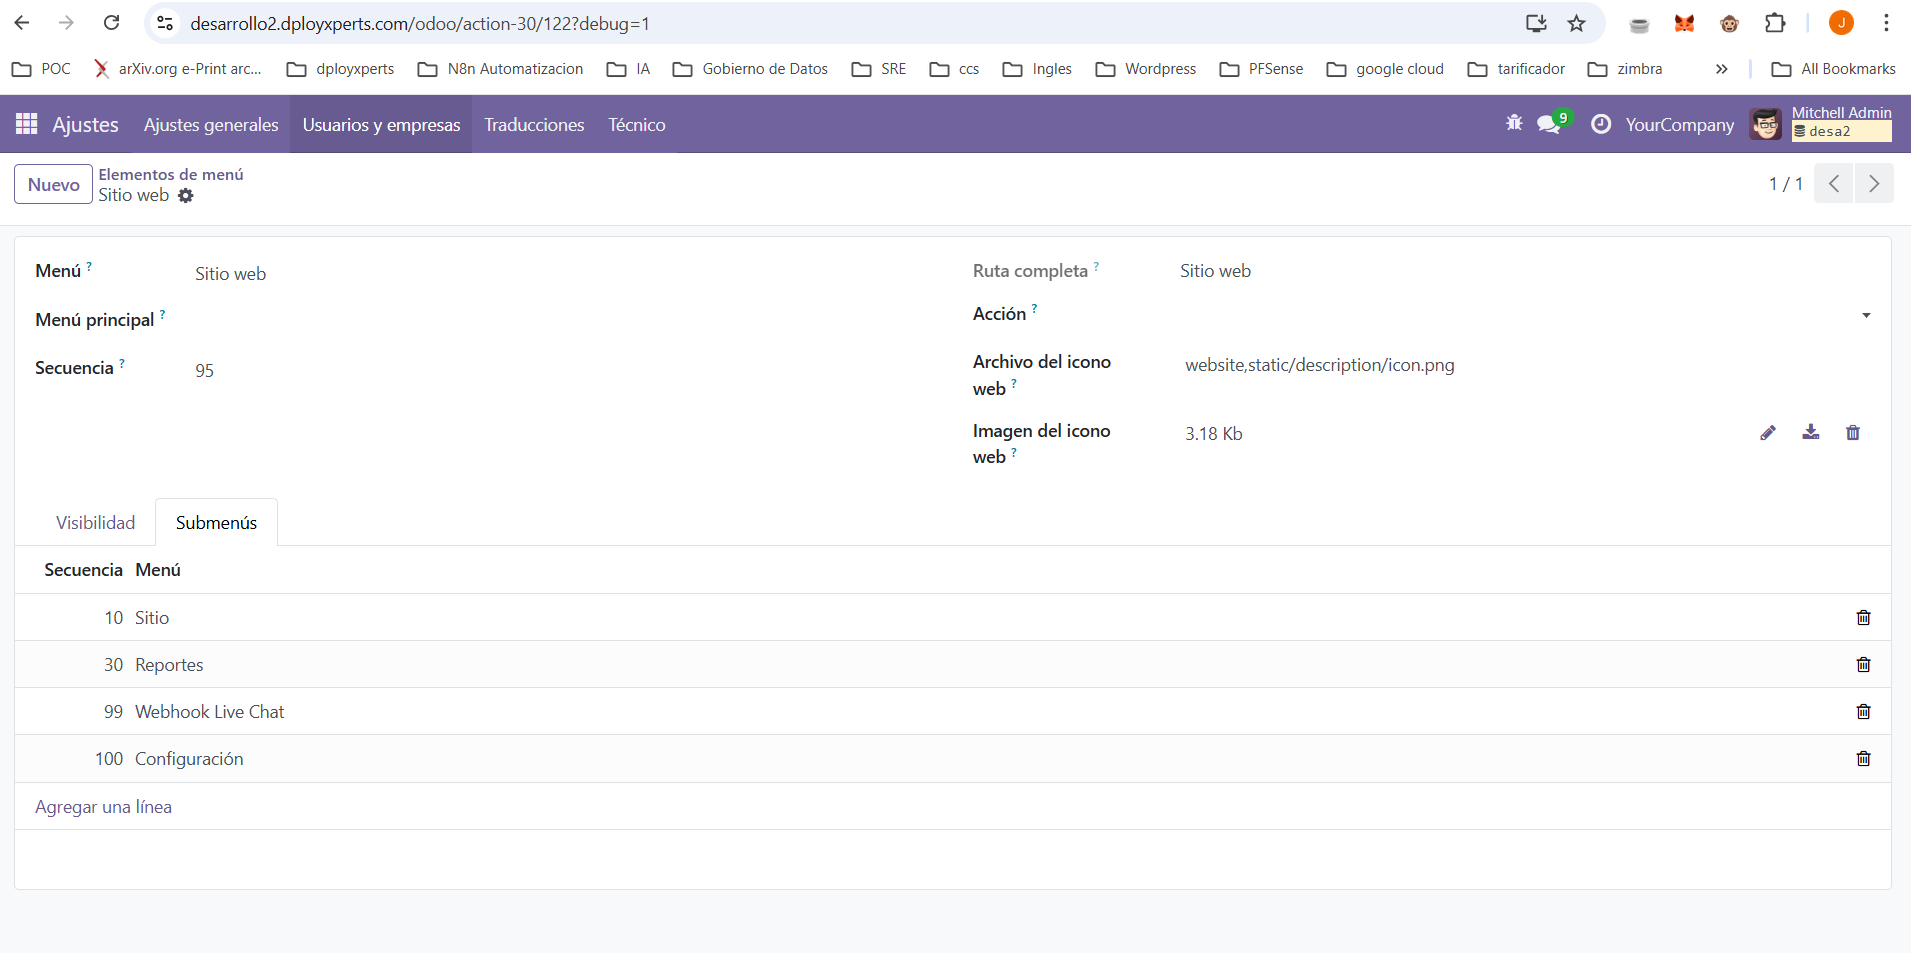 desarrollo2.dployxperts.com/odoo/action-30/122?debug=1
J
POC
arXiv.org e-Print arc...
dployxperts
N8n Automatizacion
IA
Gobierno de Datos
SRE
ccs
Ingles
Wordpress
PFSense
google cloud
tarificador
zimbra
»
All Bookmarks
Ajustes
Ajustes generales
Usuarios y empresas
Traducciones
Técnico
9
YourCompany
Mitchell Admin
desa2
Nuevo
Elementos de menú
Sitio web
1 / 1
Menú ?
Sitio web
Menú principal ?
Secuencia ?
95
Ruta completa ?
Sitio web
Acción ?
Archivo del icono
web ?
website,static/description/icon.png
Imagen del icono
web ?
3.18 Kb
Visibilidad
Submenús
Secuencia Menú
10 Sitio
30 Reportes
99 Webhook Live Chat
100 Configuración
Agregar una línea